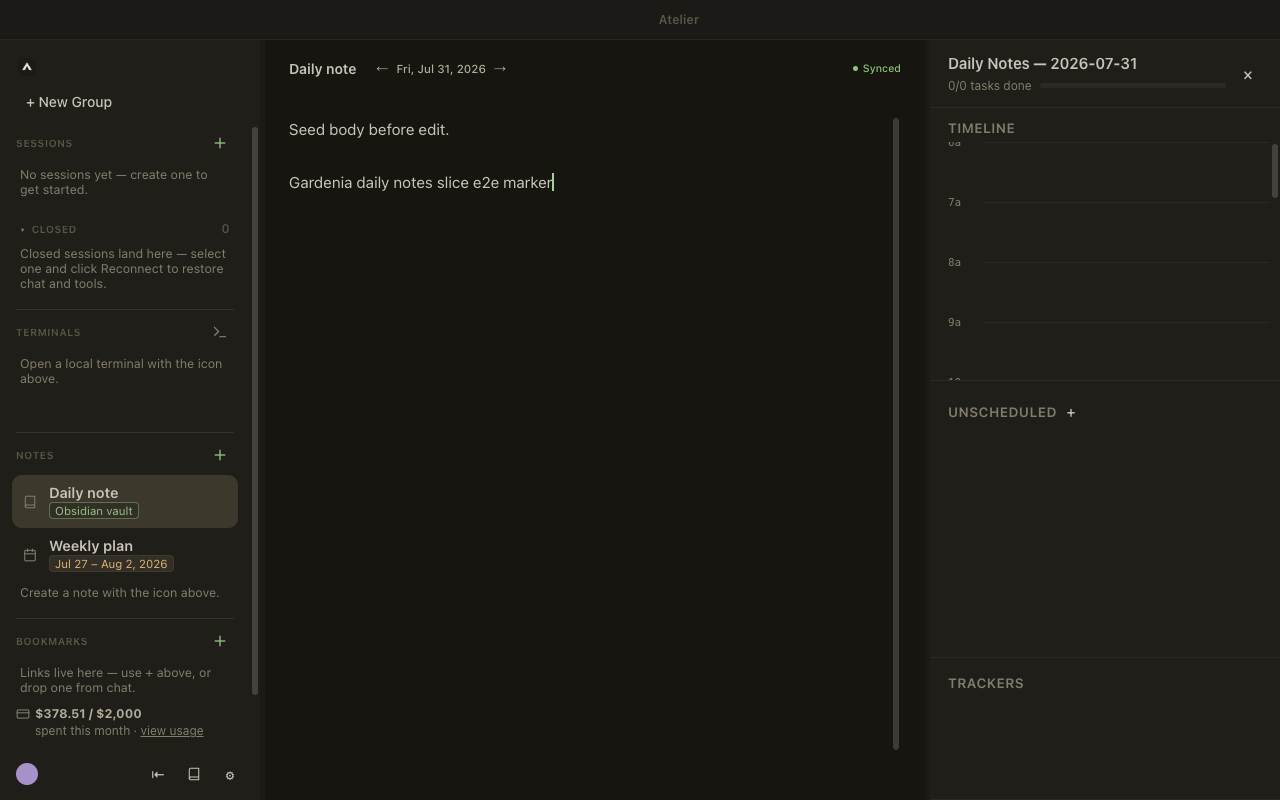 Atelier
+ New Group
SESSIONS +
No sessions yet — create one to
get started.
CLOSED 0
Closed sessions land here — select
one and click Reconnect to restore
chat and tools.
TERMINALS
Open a local terminal with the icon
above.
NOTES +
Daily note
Obsidian vault
Weekly plan
Jul 27 – Aug 2, 2026
Create a note with the icon above.
BOOKMARKS +
Links live here — use + above, or
drop one from chat.
$378.51 / $2,000
spent this month · view usage
Daily note ← Fri, Jul 31, 2026 → Synced
Seed body before edit.
Gardenia daily notes slice e2e marker
Daily Notes — 2026-07-31
0/0 tasks done
TIMELINE
6a
7a
8a
9a
UNSCHEDULED +
TRACKERS